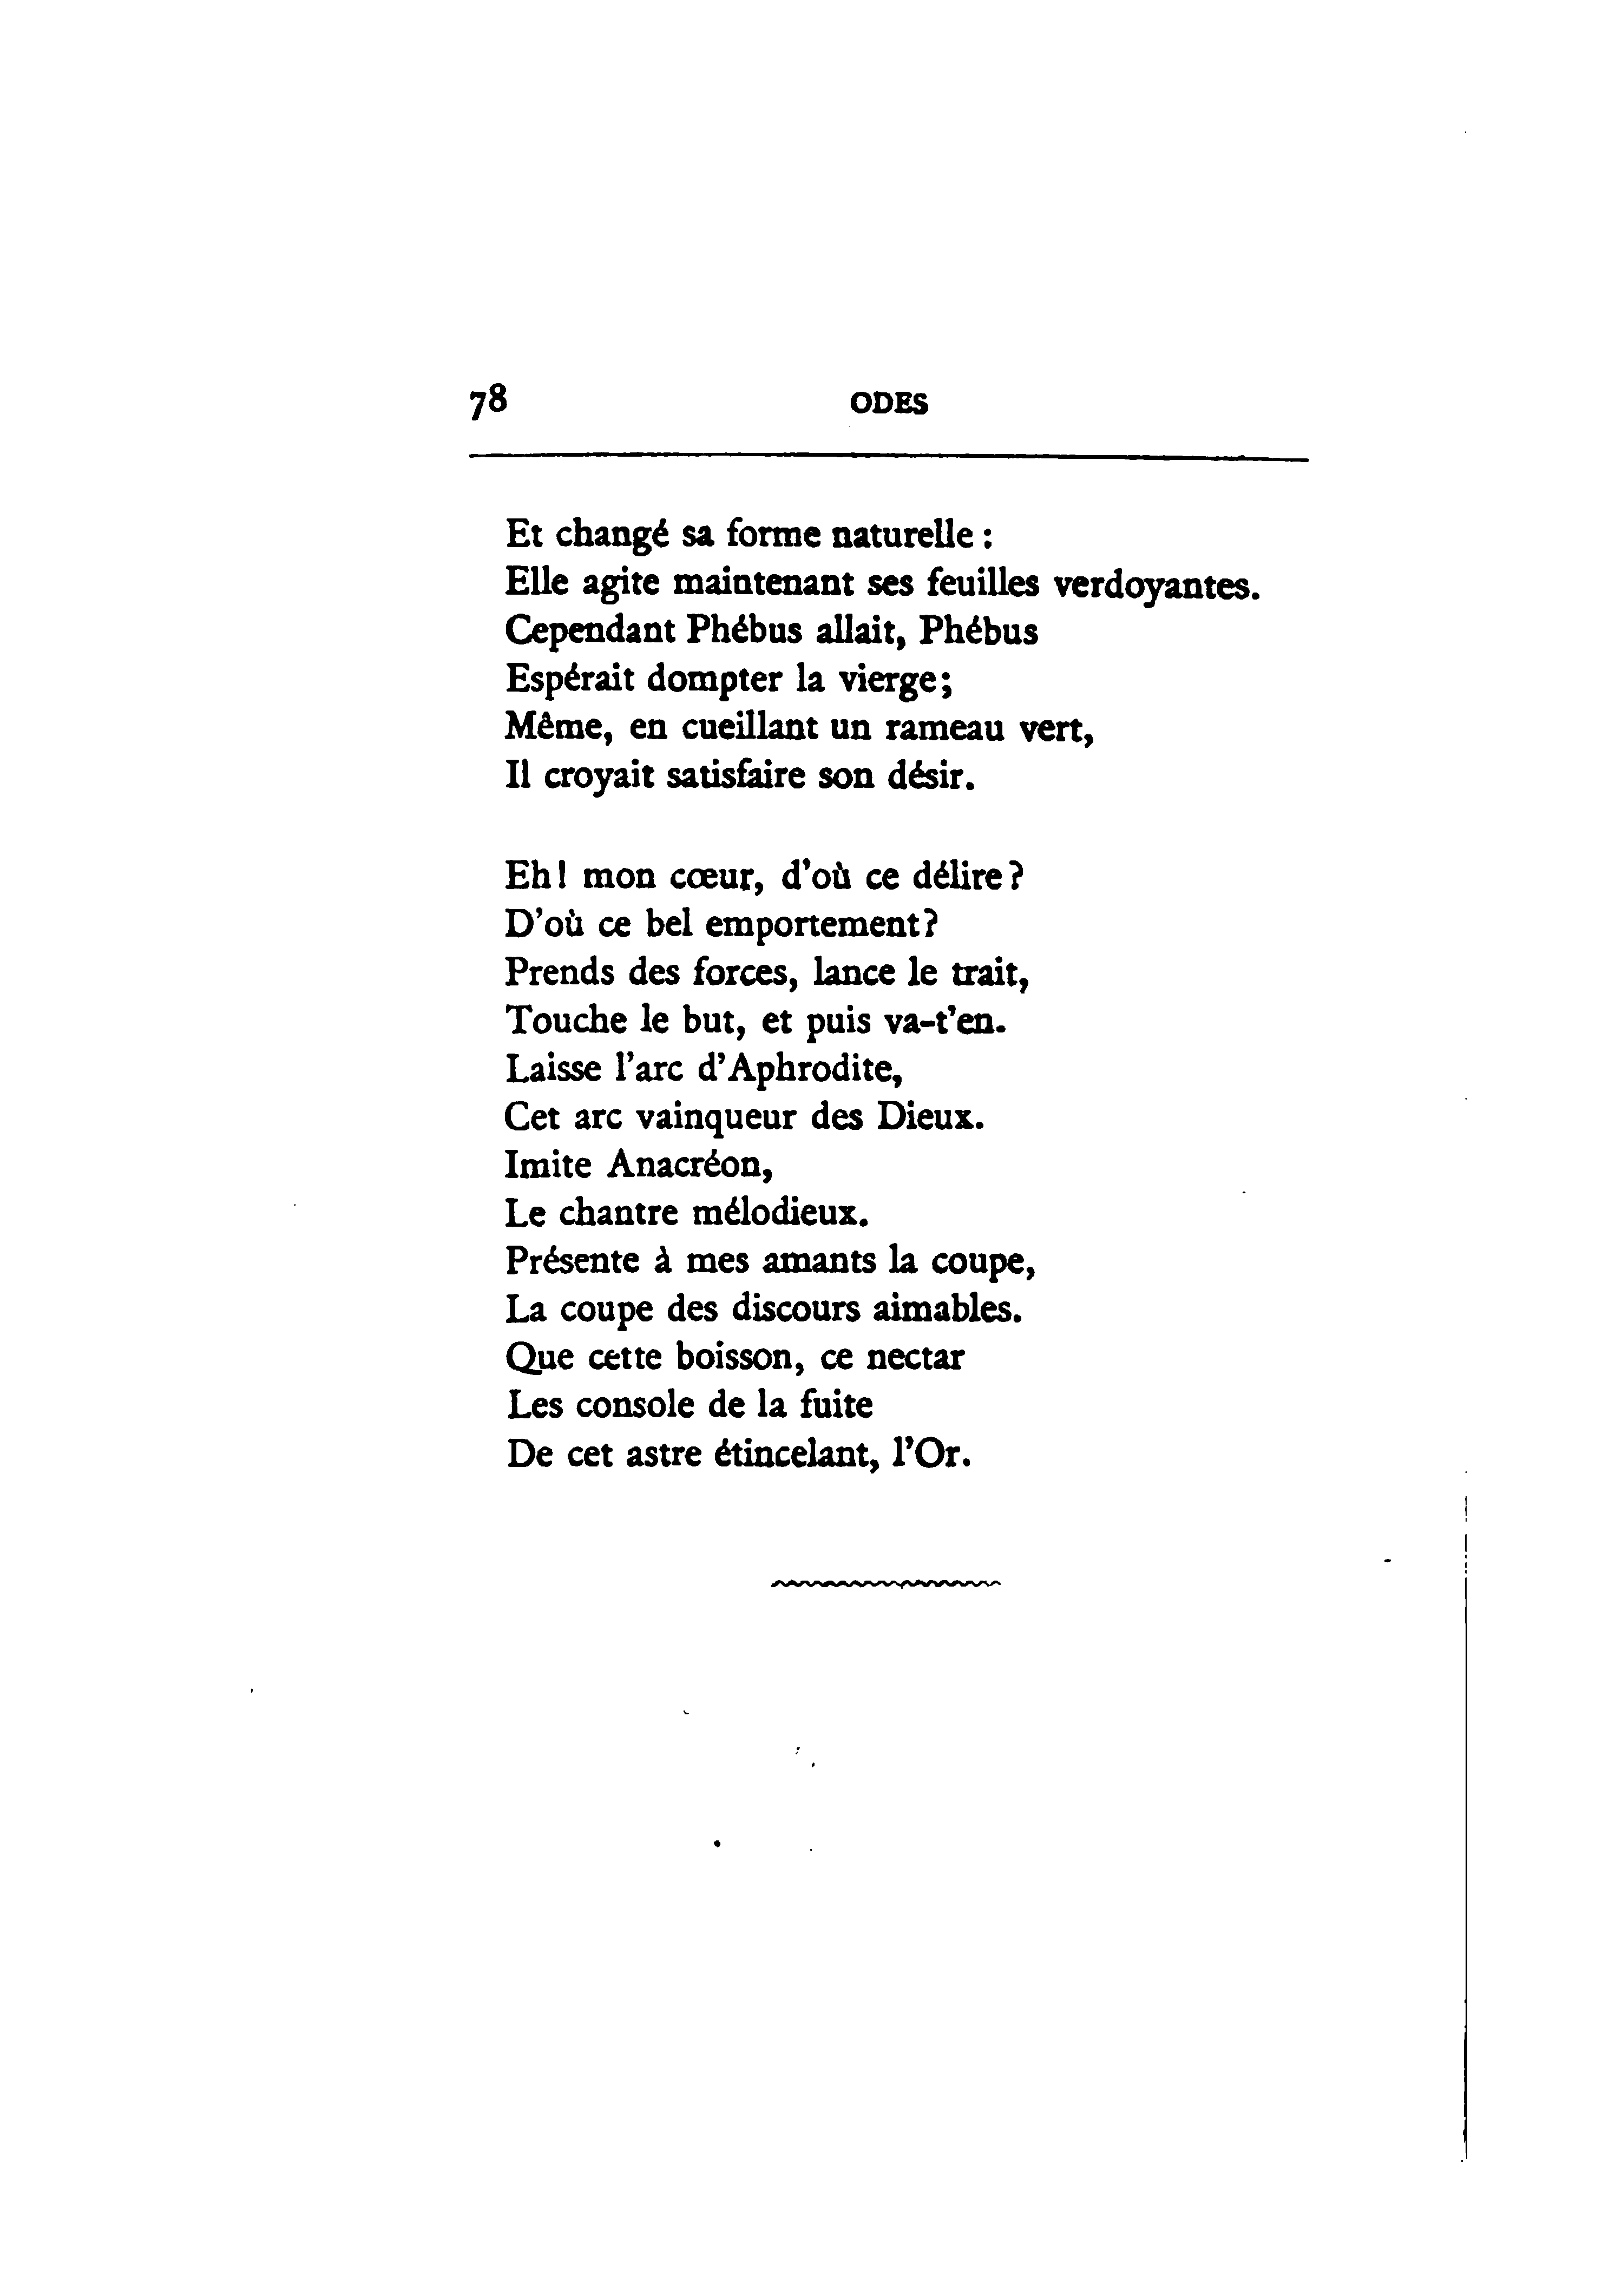 78 ODES
Et changé sa forme naturelle :
Elle agite maintenant ses feuilles verdoyantes.
Cependant Phébus allait, Phébus
Espérait dompter la vierge;
Même, en cueillant un rameau vert,
Il croyait satisfaire son désir.
Eh! mon cœur, d'où ce délire?
D'où ce bel emportement?
Prends des forces, lance le trait,
Touche le but, et puis va-t'en.
Laisse l'arc d'Aphrodite,
Cet arc vainqueur des Dieux.
Imite Anacréon,
Le chantre mélodieux.
Présente à mes amants la coupe,
La coupe des discours aimables.
Que cette boisson, ce nectar
Les console de la fuite
De cet astre étincelant, l'Or.